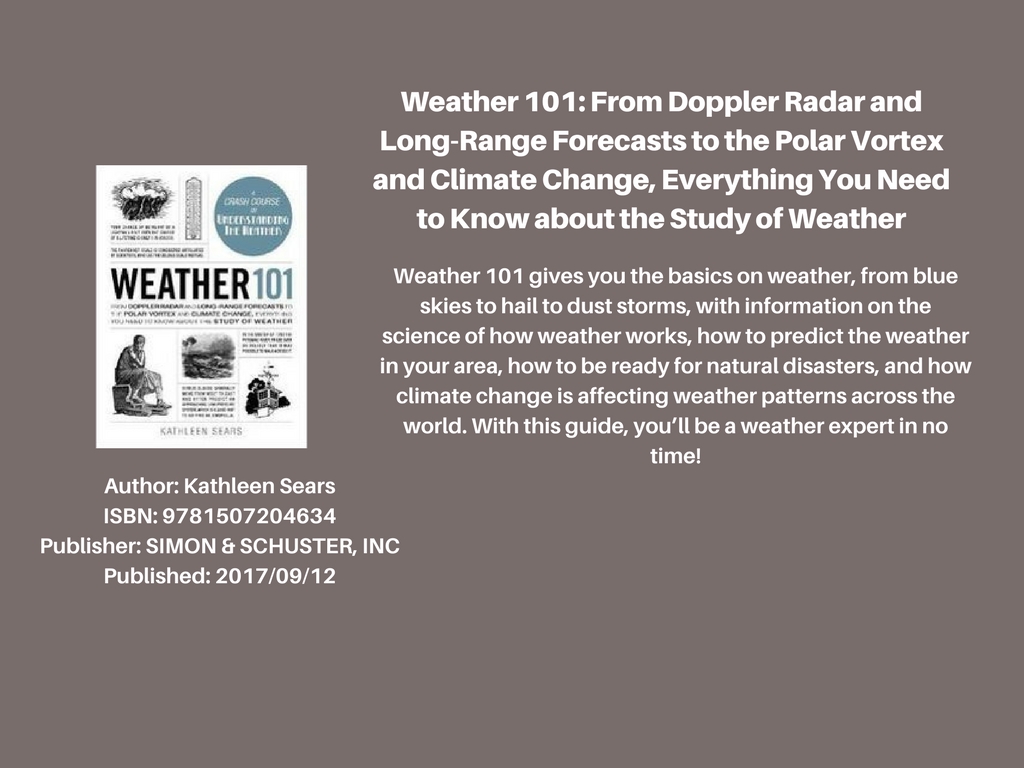 Weather 101: From Doppler Radar and
Long-Range Forecasts to the Polar Vortex
and Climate Change, Everything You Need
to Know about the Study of Weather
Weather 101 gives you the basics on weather, from blue
skies to hail to dust storms, with information on the
science of how weather works, how to predict the weather
in your area, how to be ready for natural disasters, and how
climate change is affecting weather patterns across the
world. With this guide, you’ll be a weather expert in no
time!
A
CRASH COURSE
IN
UNDERSTANDING
THE WEATHER
WEATHER 101
FROM DOPPLER RADAR AND LONG-RANGE FORECASTS TO
THE POLAR VORTEX AND CLIMATE CHANGE, EVERYTHING
YOU NEED TO KNOW ABOUT THE STUDY OF WEATHER
KATHLEEN SEARS
Author: Kathleen Sears
ISBN: 9781507204634
Publisher: SIMON & SCHUSTER, INC
Published: 2017/09/12